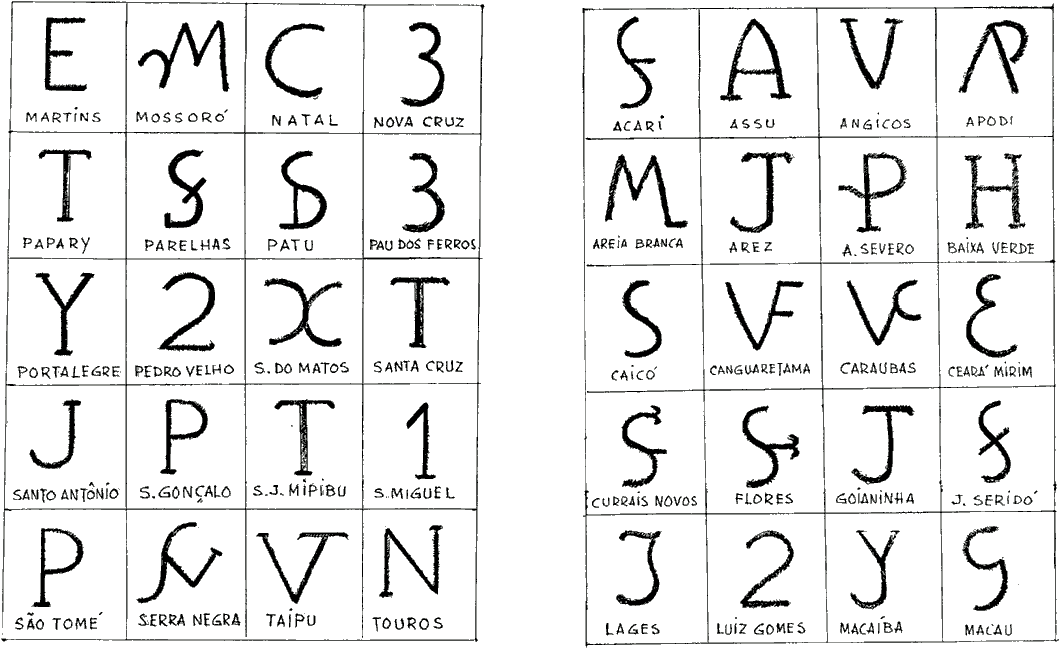 E C 3
MARTINS MOSSORÓ NATAL NOVA CRUZ
T 3
PAPARY PARELHAS PATU PAU DOS FERROS
Y 2 T
PORTALEGRE PEDRO VELHO S. DO MATOS SANTA CRUZ
J P T 1
SANTO ANTÔNIO S. GONÇALO S. J. MIPIBU S. MIGUEL
P N
SÃO TOMÉ SERRA NEGRA TAIPU TOUROS
A V
ACARI ASSU ANGICOS APODI
M J P H
AREIA BRANCA AREZ A. SEVERO BAIXA VERDE
S VF VC
CAICÓ CANGUARETAMA CARAUBAS CEARÁ MIRIM
J
CURRAIS NOVOS FLORES GOIANINHA J. SERIDÓ
J 2 Y
LAGES LUIZ GOMES MACAÍBA MACAU